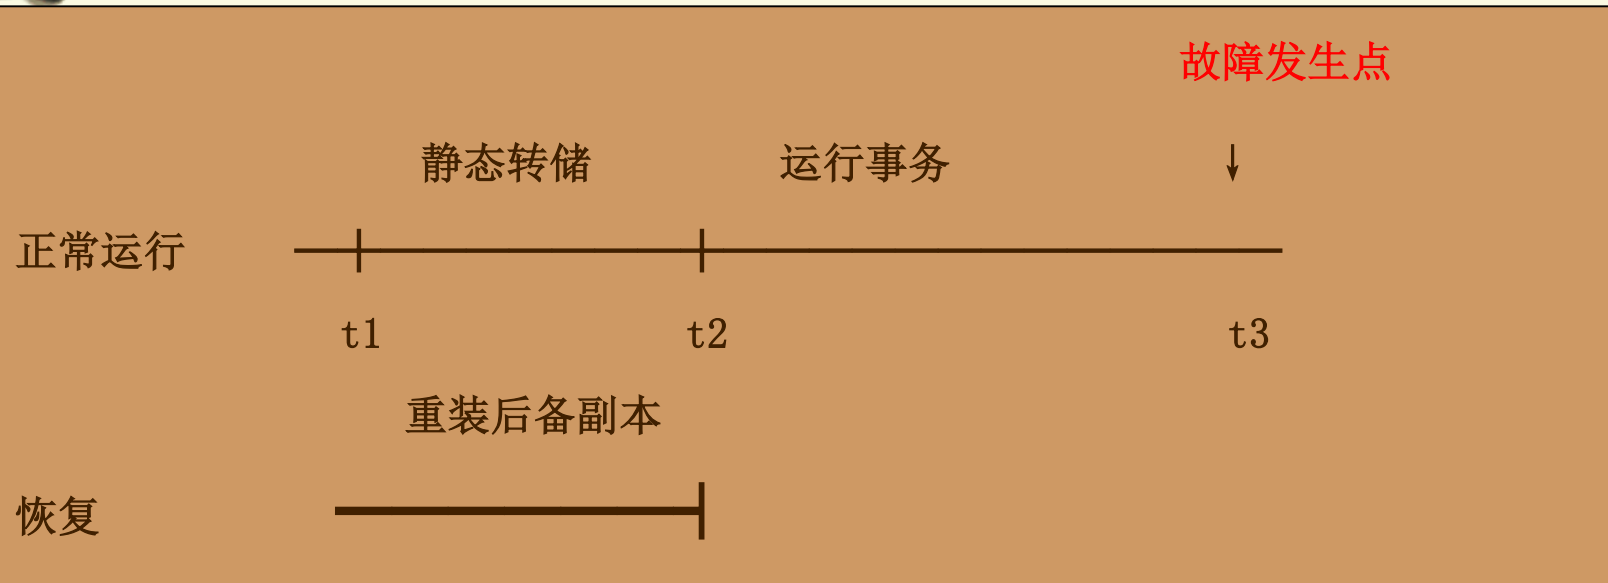 故障发生点
静态转储 运行事务
正常运行
t1 t2 t3
重装后备副本
恢复